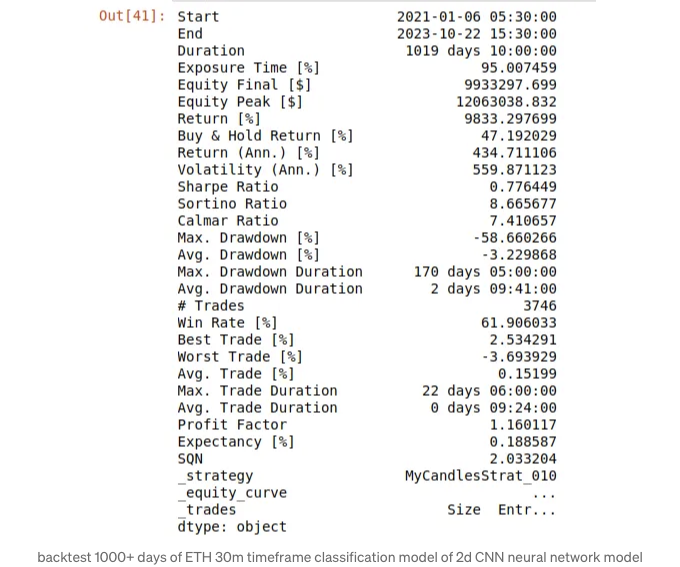 Out[41]: Start 2021-01-06 05:30:00
End 2023-10-22 15:30:00
Duration 1019 days 10:00:00
Exposure Time [%] 95.007459
Equity Final [$] 9933297.699
Equity Peak [$] 12063038.832
Return [%] 9833.297699
Buy & Hold Return [%] 47.192029
Return (Ann.) [%] 434.711106
Volatility (Ann.) [%] 559.871123
Sharpe Ratio 0.776449
Sortino Ratio 8.665677
Calmar Ratio 7.410657
Max. Drawdown [%] -58.660266
Avg. Drawdown [%] -3.229868
Max. Drawdown Duration 170 days 05:00:00
Avg. Drawdown Duration 2 days 09:41:00
# Trades 3746
Win Rate [%] 61.906033
Best Trade [%] 2.534291
Worst Trade [%] -3.693929
Avg. Trade [%] 0.15199
Max. Trade Duration 22 days 06:00:00
Avg. Trade Duration 0 days 09:24:00
Profit Factor 1.160117
Expectancy [%] 0.188587
SQN 2.033204
_strategy MyCandlesStrat_010
_equity_curve ...
_trades Size Entr...
dtype: object
backtest 1000+ days of ETH 30m timeframe classification model of 2d CNN neural network model